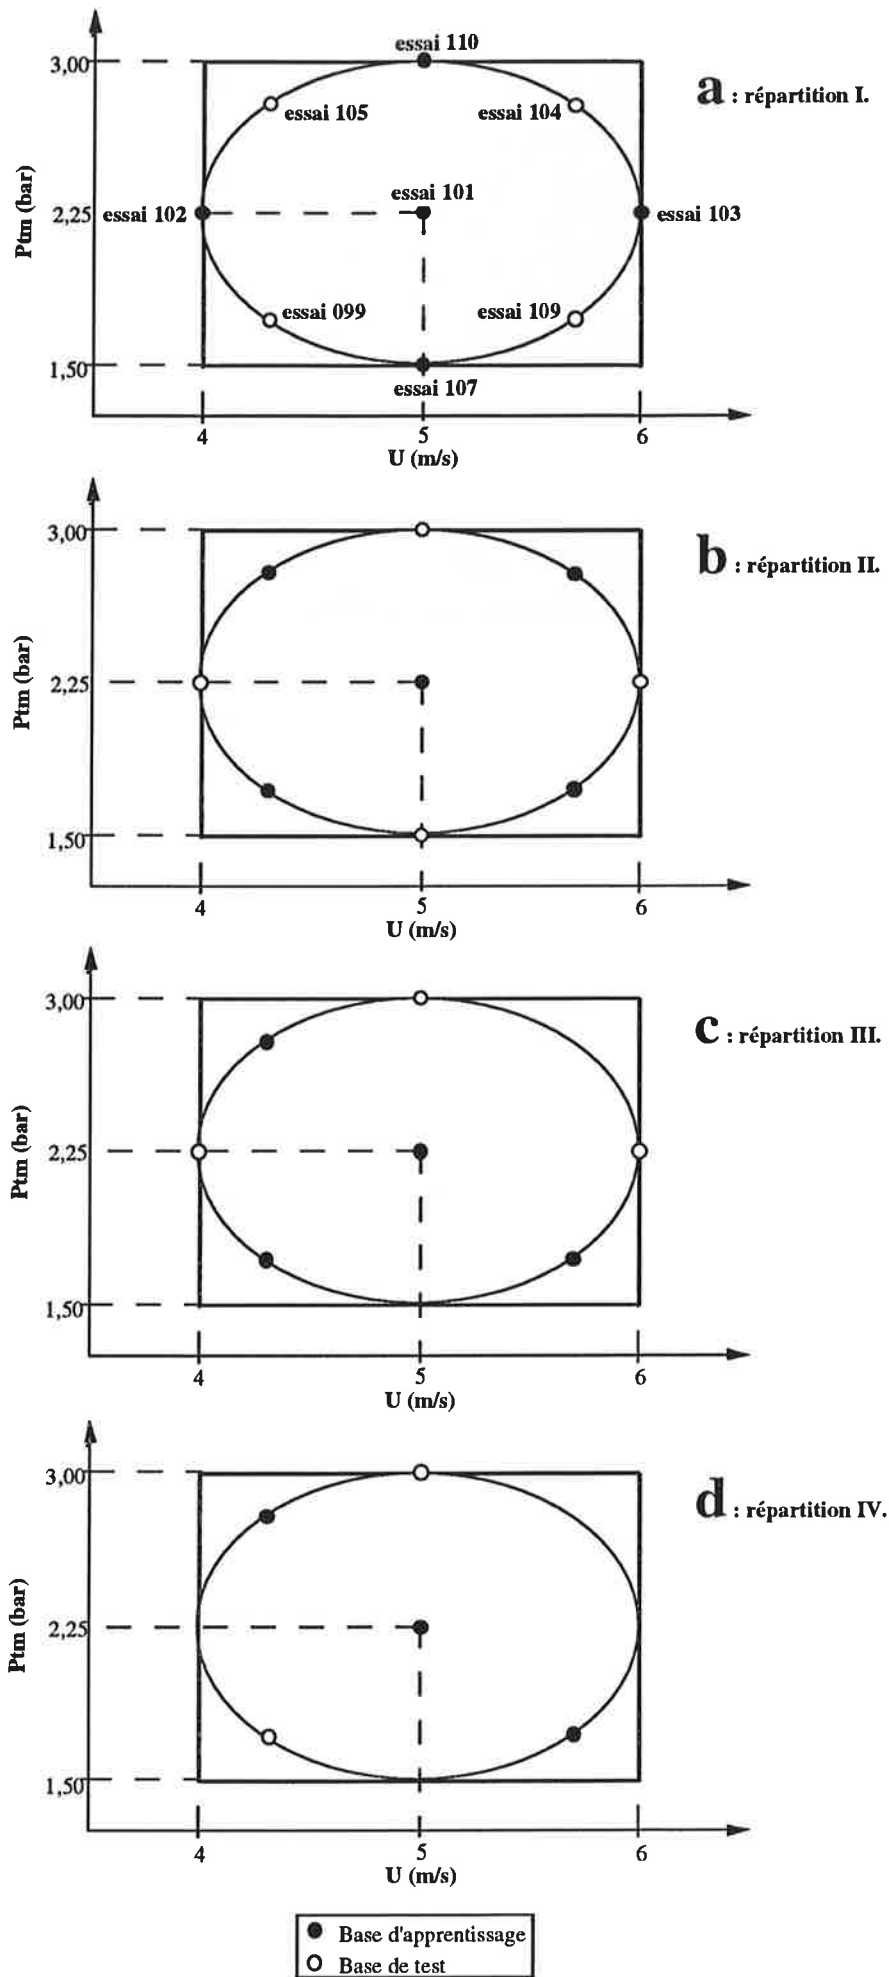 essai 110
3,00
a : répartition I.
essai 105
essai 104
essai 101
Ptm (bar)
2,25
essai 102
essai 103
essai 099
essai 109
1,50
essai 107
4
5
6
U (m/s)
3,00
b : répartition II.
Ptm (bar)
2,25
1,50
4
5
6
U (m/s)
3,00
c : répartition III.
Ptm (bar)
2,25
1,50
4
5
6
U (m/s)
3,00
d : répartition IV.
Ptm (bar)
2,25
1,50
4
5
6
U (m/s)
Base d'apprentissage
Base de test